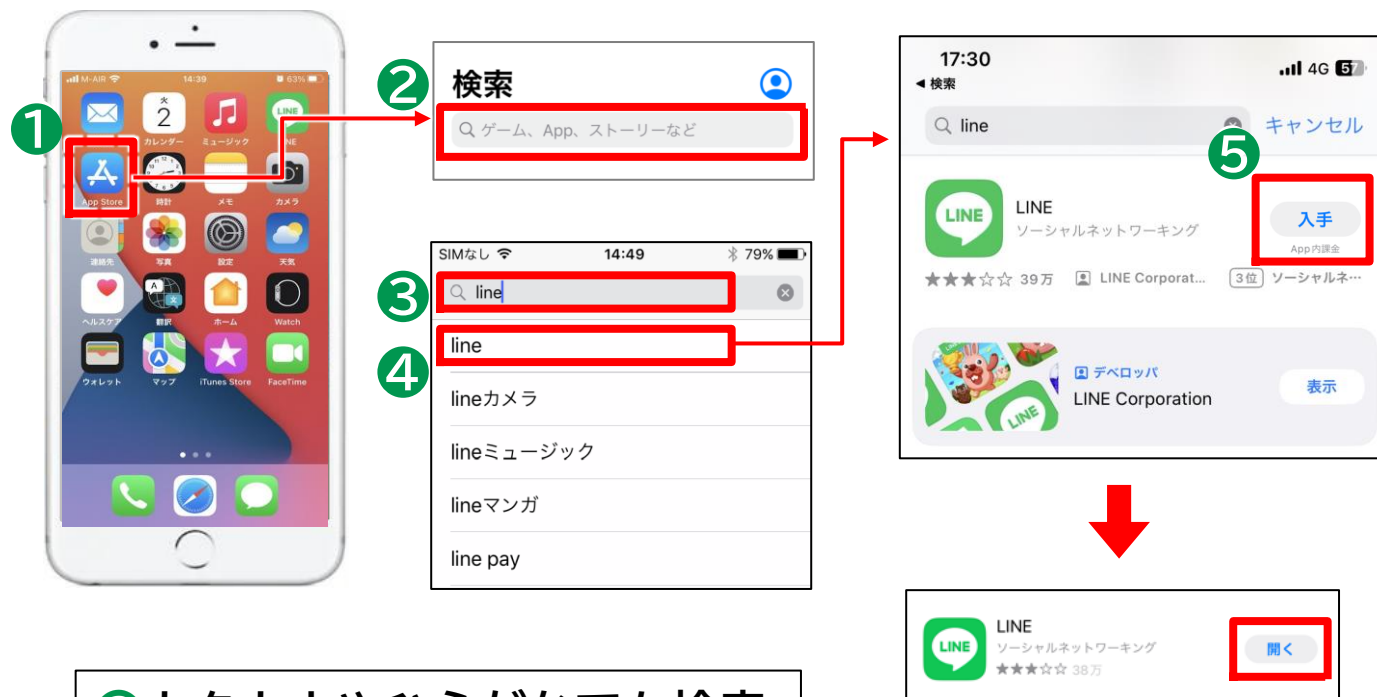 1
M-AIR 14:39 63%
火
2
LINE
カレンダー ミュージック
App Store 時計 メモ カメラ
連絡先 写真 設定 天気
ヘルスケア 翻訳 ホーム Watch
ウォレット マップ iTunes Store FaceTime
2
検索
ゲーム、App、ストーリーなど
SIMなし 14:49 79%
3
line
4
line
lineカメラ
lineミュージック
lineマンガ
line pay
17:30 4G 57
◀ 検索
line キャンセル
5
LINE
LINE
ソーシャルネットワーキング
入手
App内課金
★★★☆☆ 39万 LINE Corporat... 3位 ソーシャルネ…
デベロッパ
LINE Corporation
LINE
表示
LINE
LINE
ソーシャルネットワーキング
★★★☆☆ 38万
開く